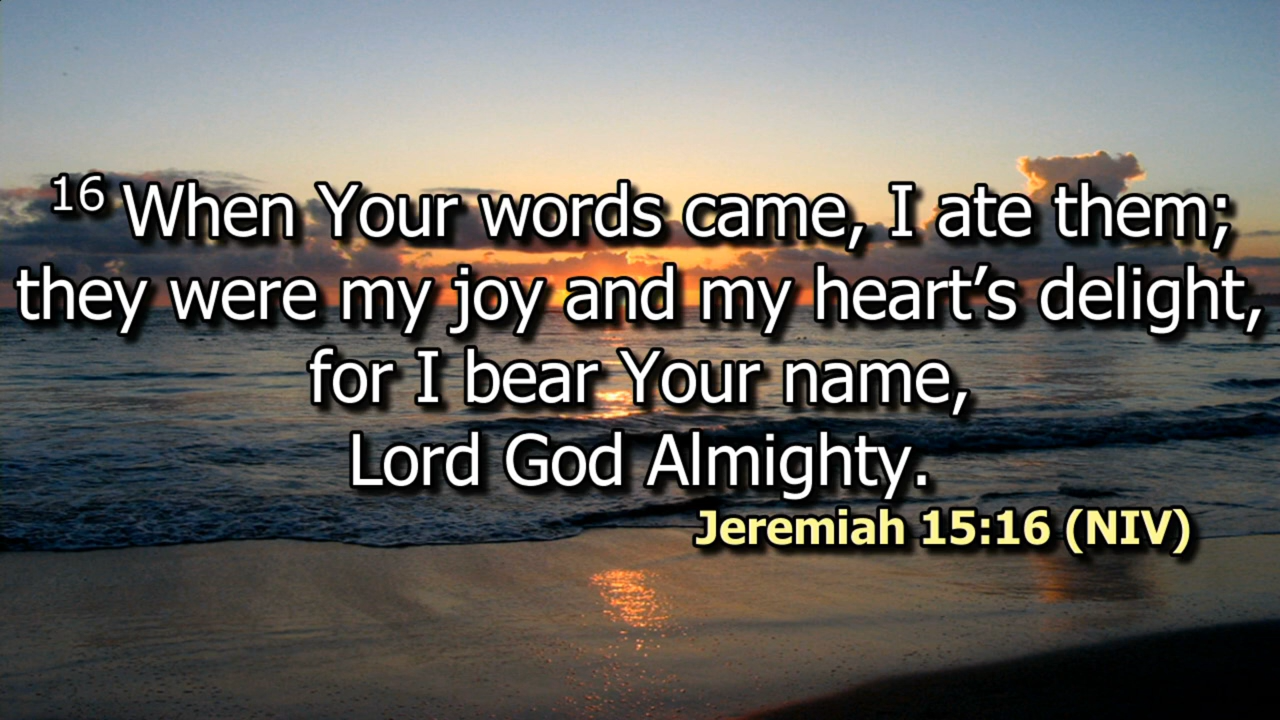 16 When Your words came, I ate them;
they were my joy and my heart’s delight,
for I bear Your name,
Lord God Almighty.
Jeremiah 15:16 (NIV)